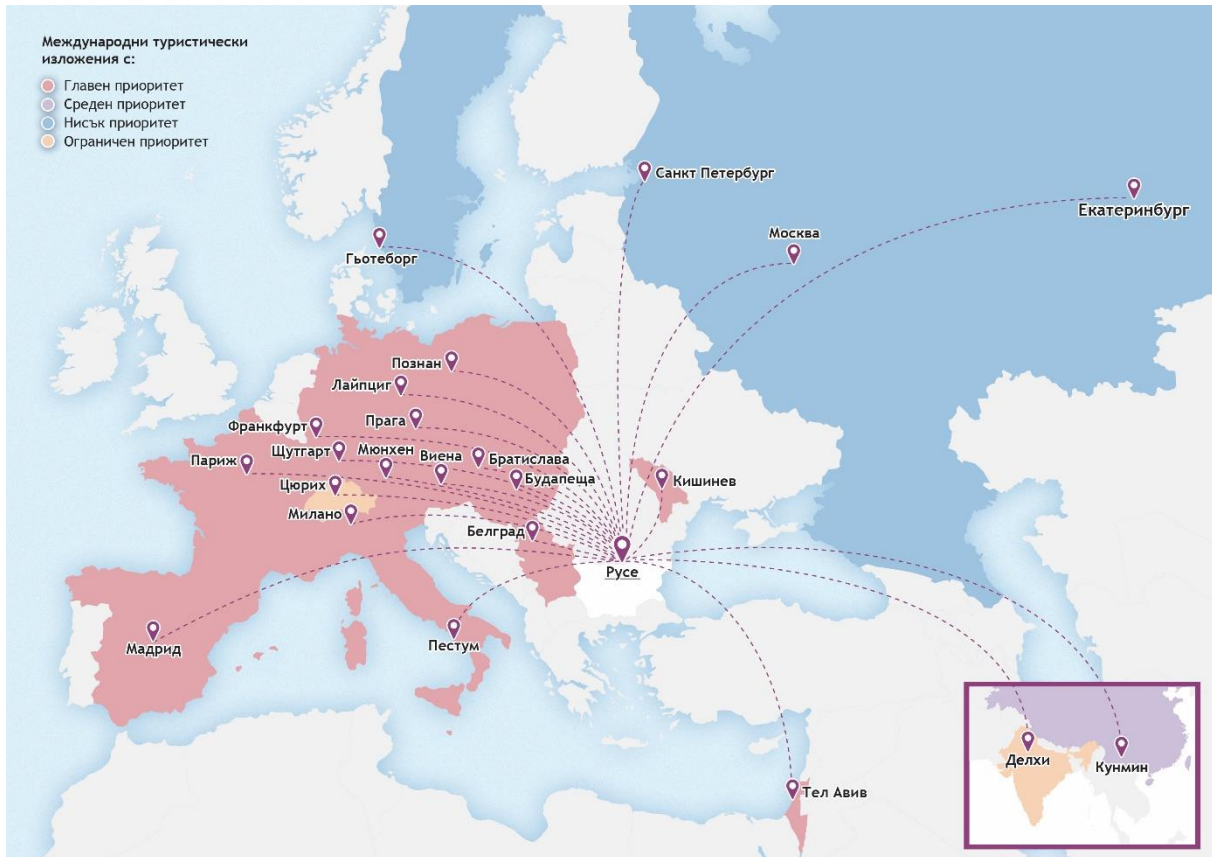 Международни туристически
изложения с:
Главен приоритет
Среден приоритет
Нисък приоритет
Ограничен приоритет
Санкт Петербург
Екатеринбург
Москва
Гьотеборг
Познан
Лайпциг
Прага
Франкфурт
Щутгарт
Мюнхен
Виена
Братислава
Париж
Будапеща
Кишинев
Цюрих
Милано
Белград
Русе
Мадрид
Пестум
Делхи
Кунмин
Тел Авив